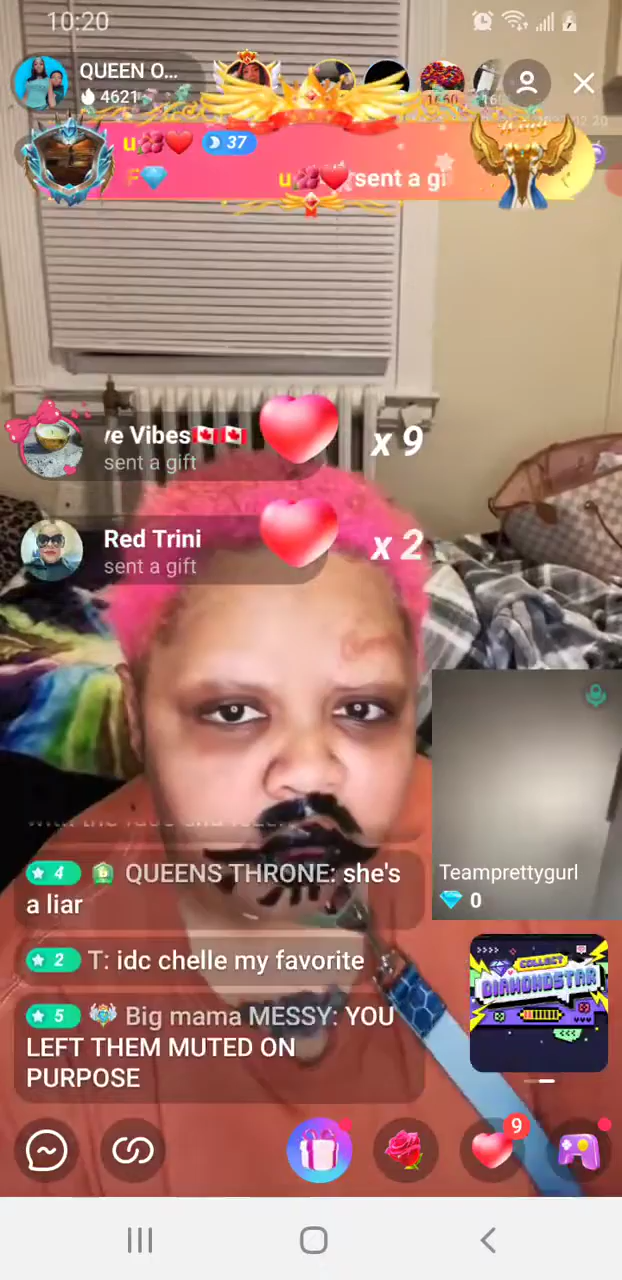 10:20
QUEEN O...
4621
1650
u🌺❤️ 37
F💎
u🌺❤️ sent a gi
ve Vibes🇨🇦🇨🇦
sent a gift
x 9
Red Trini
sent a gift
x 2
Teamprettygurl
0
4 QUEENS THRONE: she's
a liar
2 T: idc chelle my favorite
5 Big mama MESSY: YOU
LEFT THEM MUTED ON
PURPOSE
COLLECT
DIAMONDSTAR
9